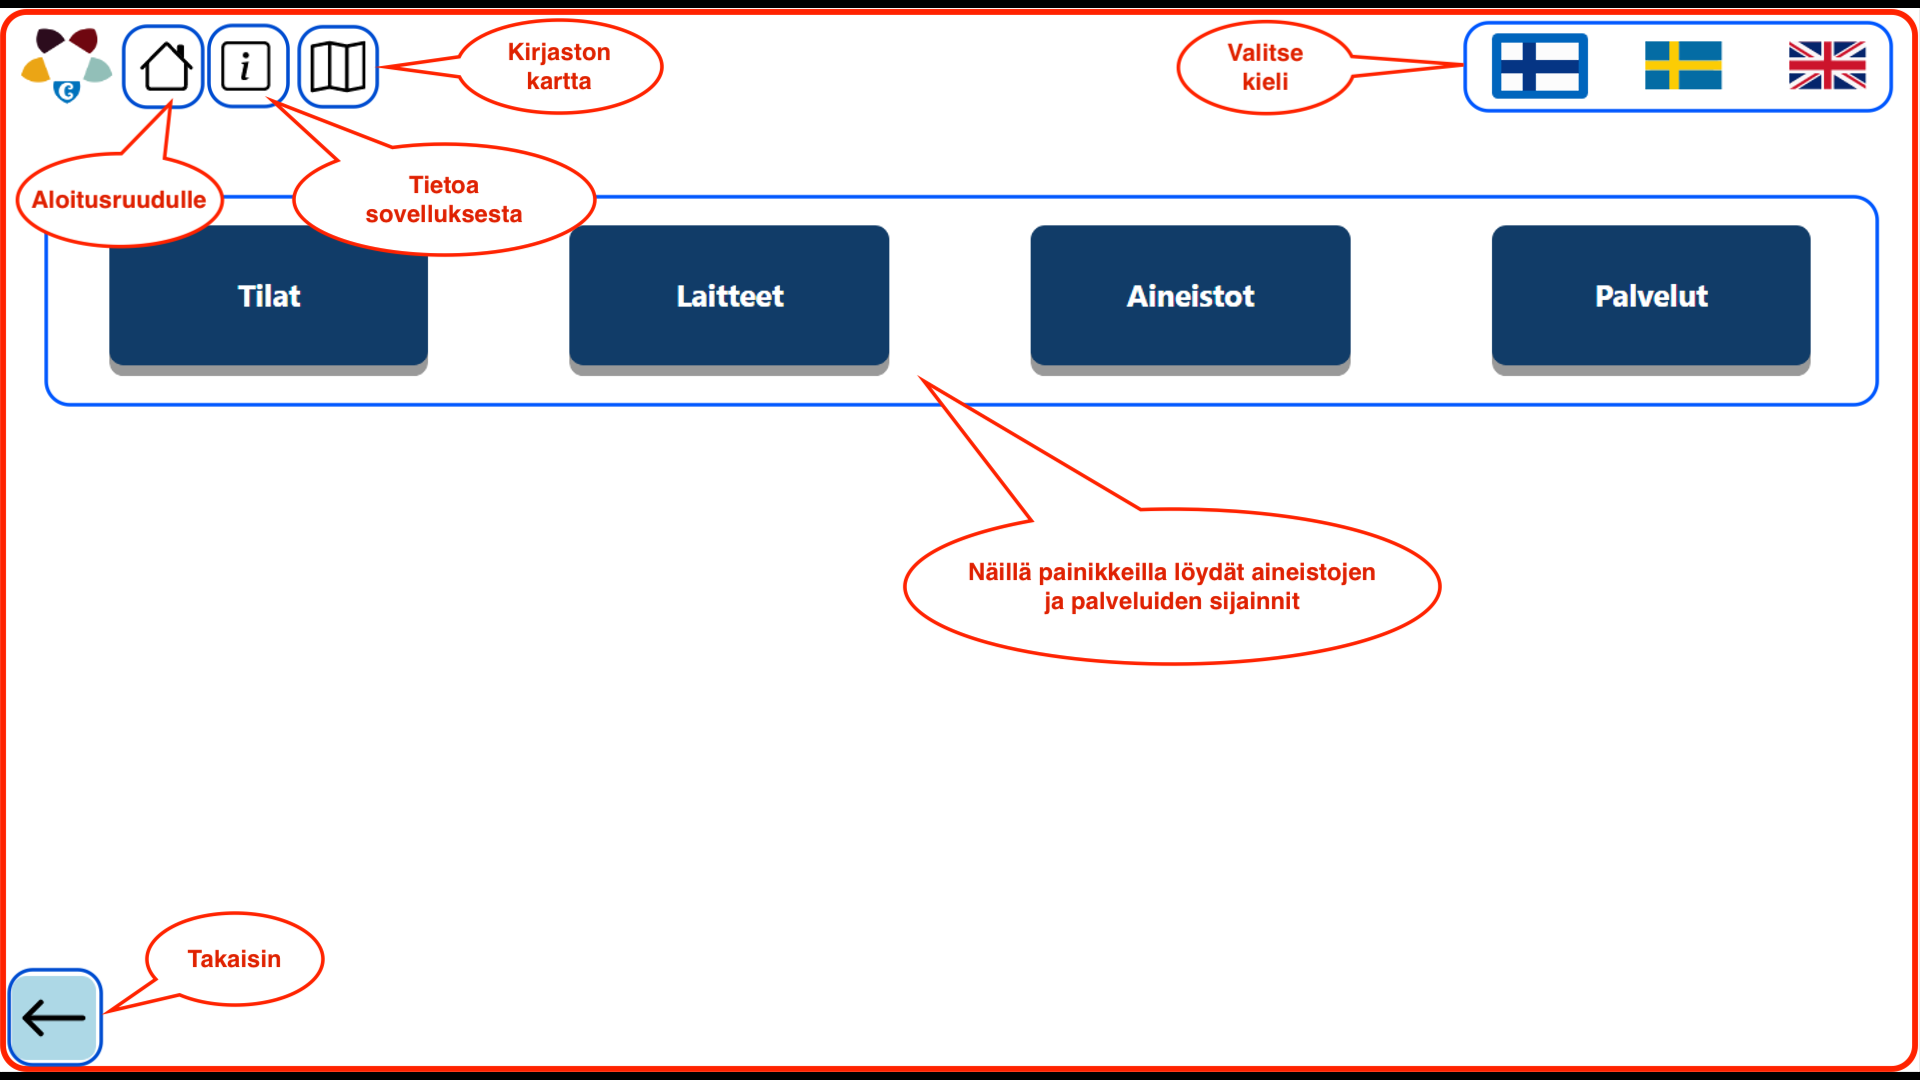 Kirjaston
kartta
Valitse
kieli
C
i
Aloitusruudulle
Tietoa
sovelluksesta
Tilat
Laitteet
Aineistot
Palvelut
Näillä painikkeilla löydät aineistojen
ja palveluiden sijainnit
Takaisin